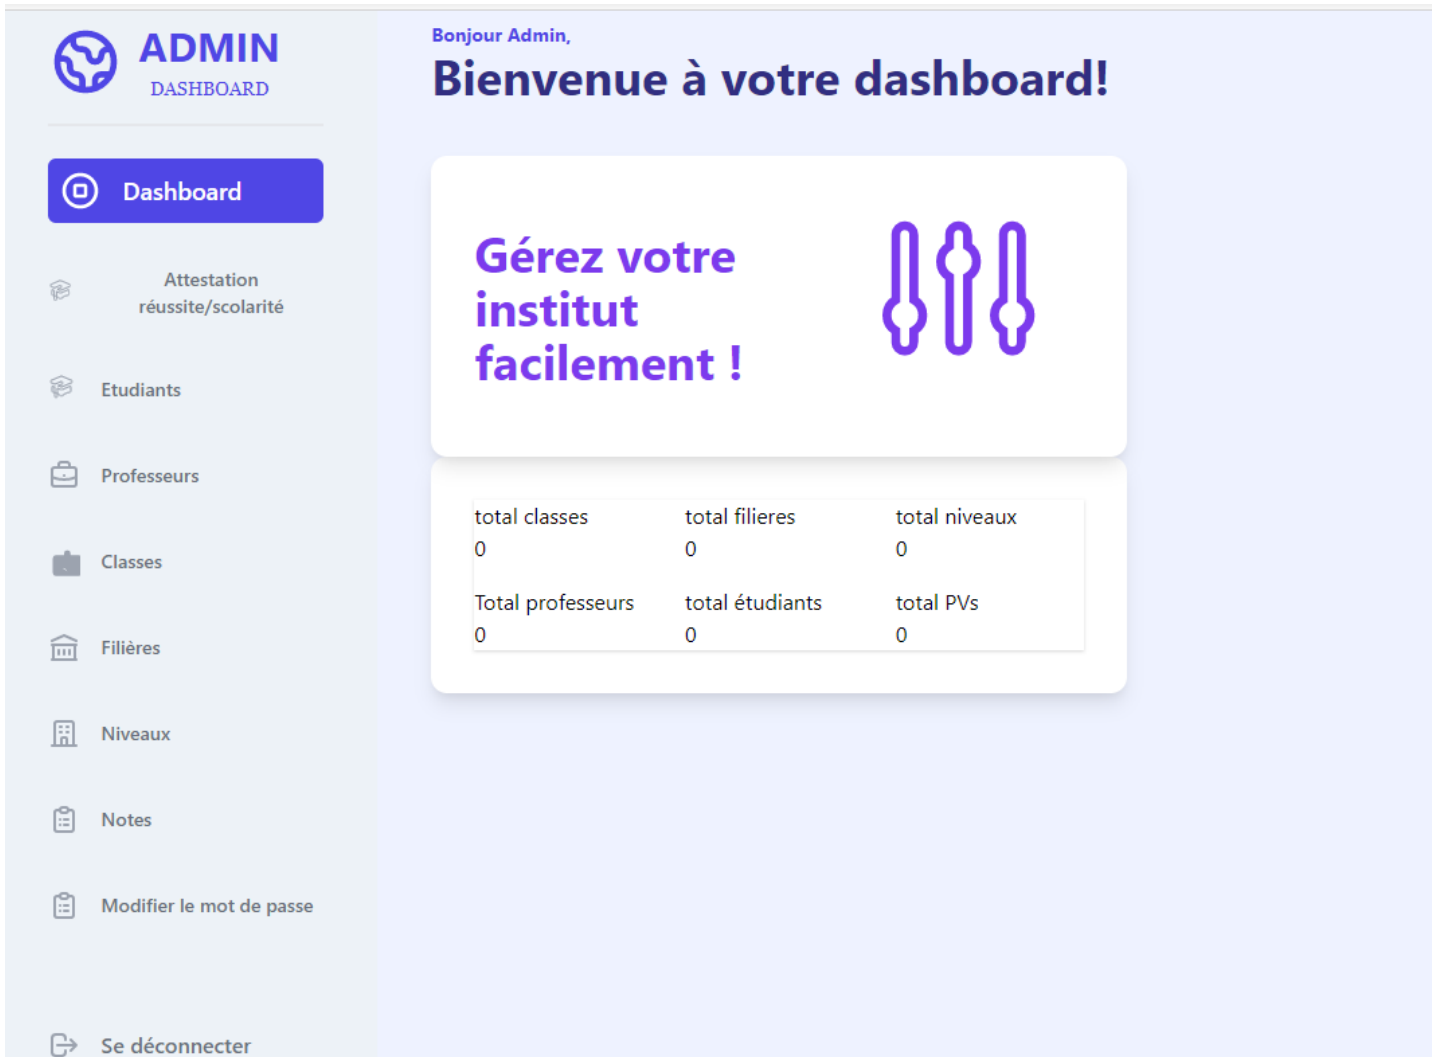 ADMIN
DASHBOARD
Dashboard
Attestation
réussite/scolarité
Etudiants
Professeurs
Classes
Filières
Niveaux
Notes
Modifier le mot de passe
Se déconnecter
Bonjour Admin,
Bienvenue à votre dashboard!
Gérez votre
institut
facilement !
total classes total filieres total niveaux
0 0 0
Total professeurs total étudiants total PVs
0 0 0